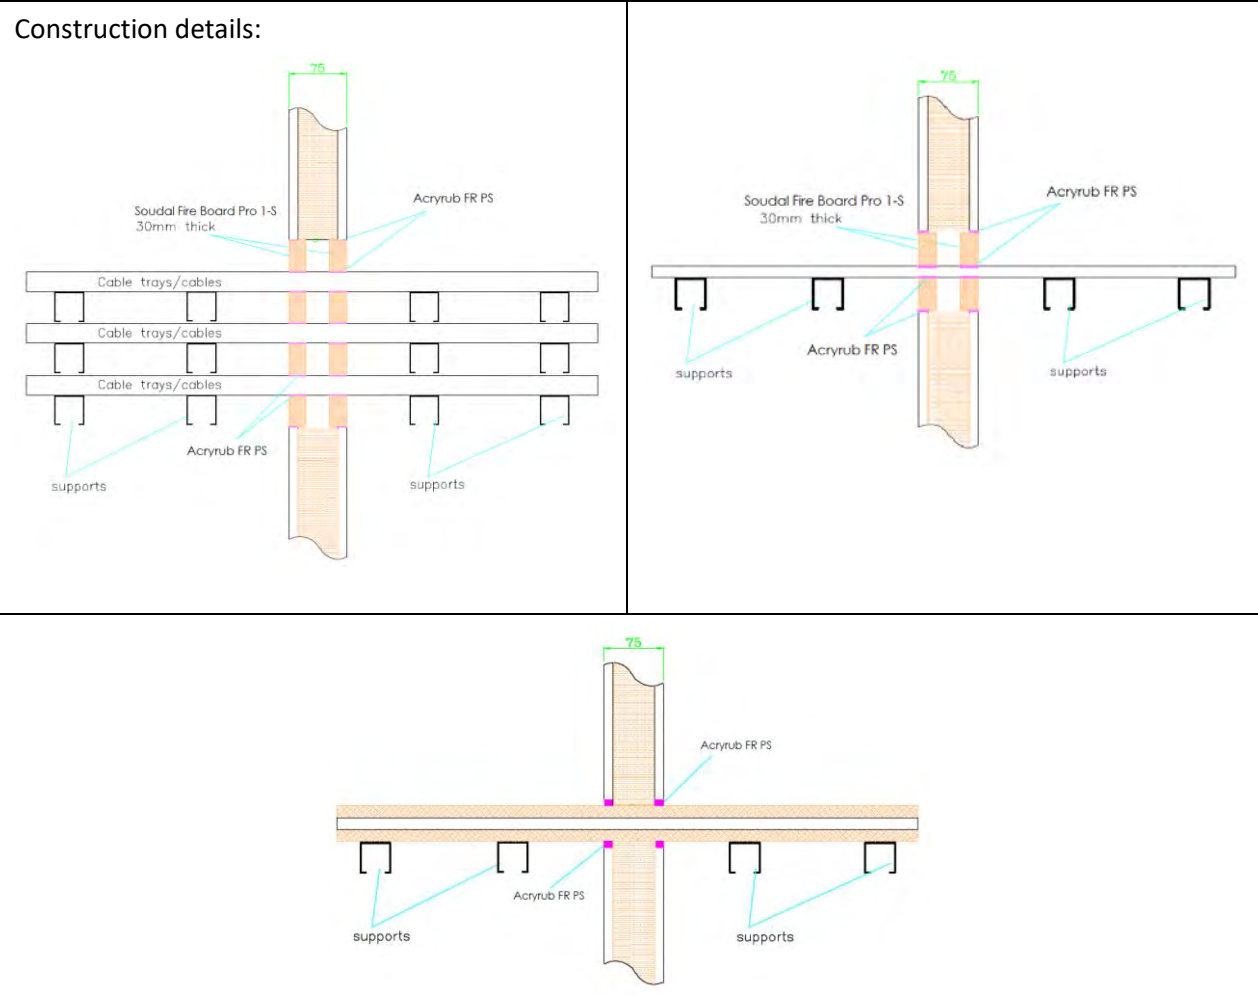 Construction details:
75
Acryrub FR PS
Soudal Fire Board Pro 1-S
30mm thick
Cable trays/cables
Cable trays/cables
Cable trays/cables
Acryrub FR PS
supports
supports
75
Acryrub FR PS
Soudal Fire Board Pro 1-S
30mm thick
Acryrub FR PS
supports
supports
75
Acryrub FR PS
Acryrub FR PS
supports
supports